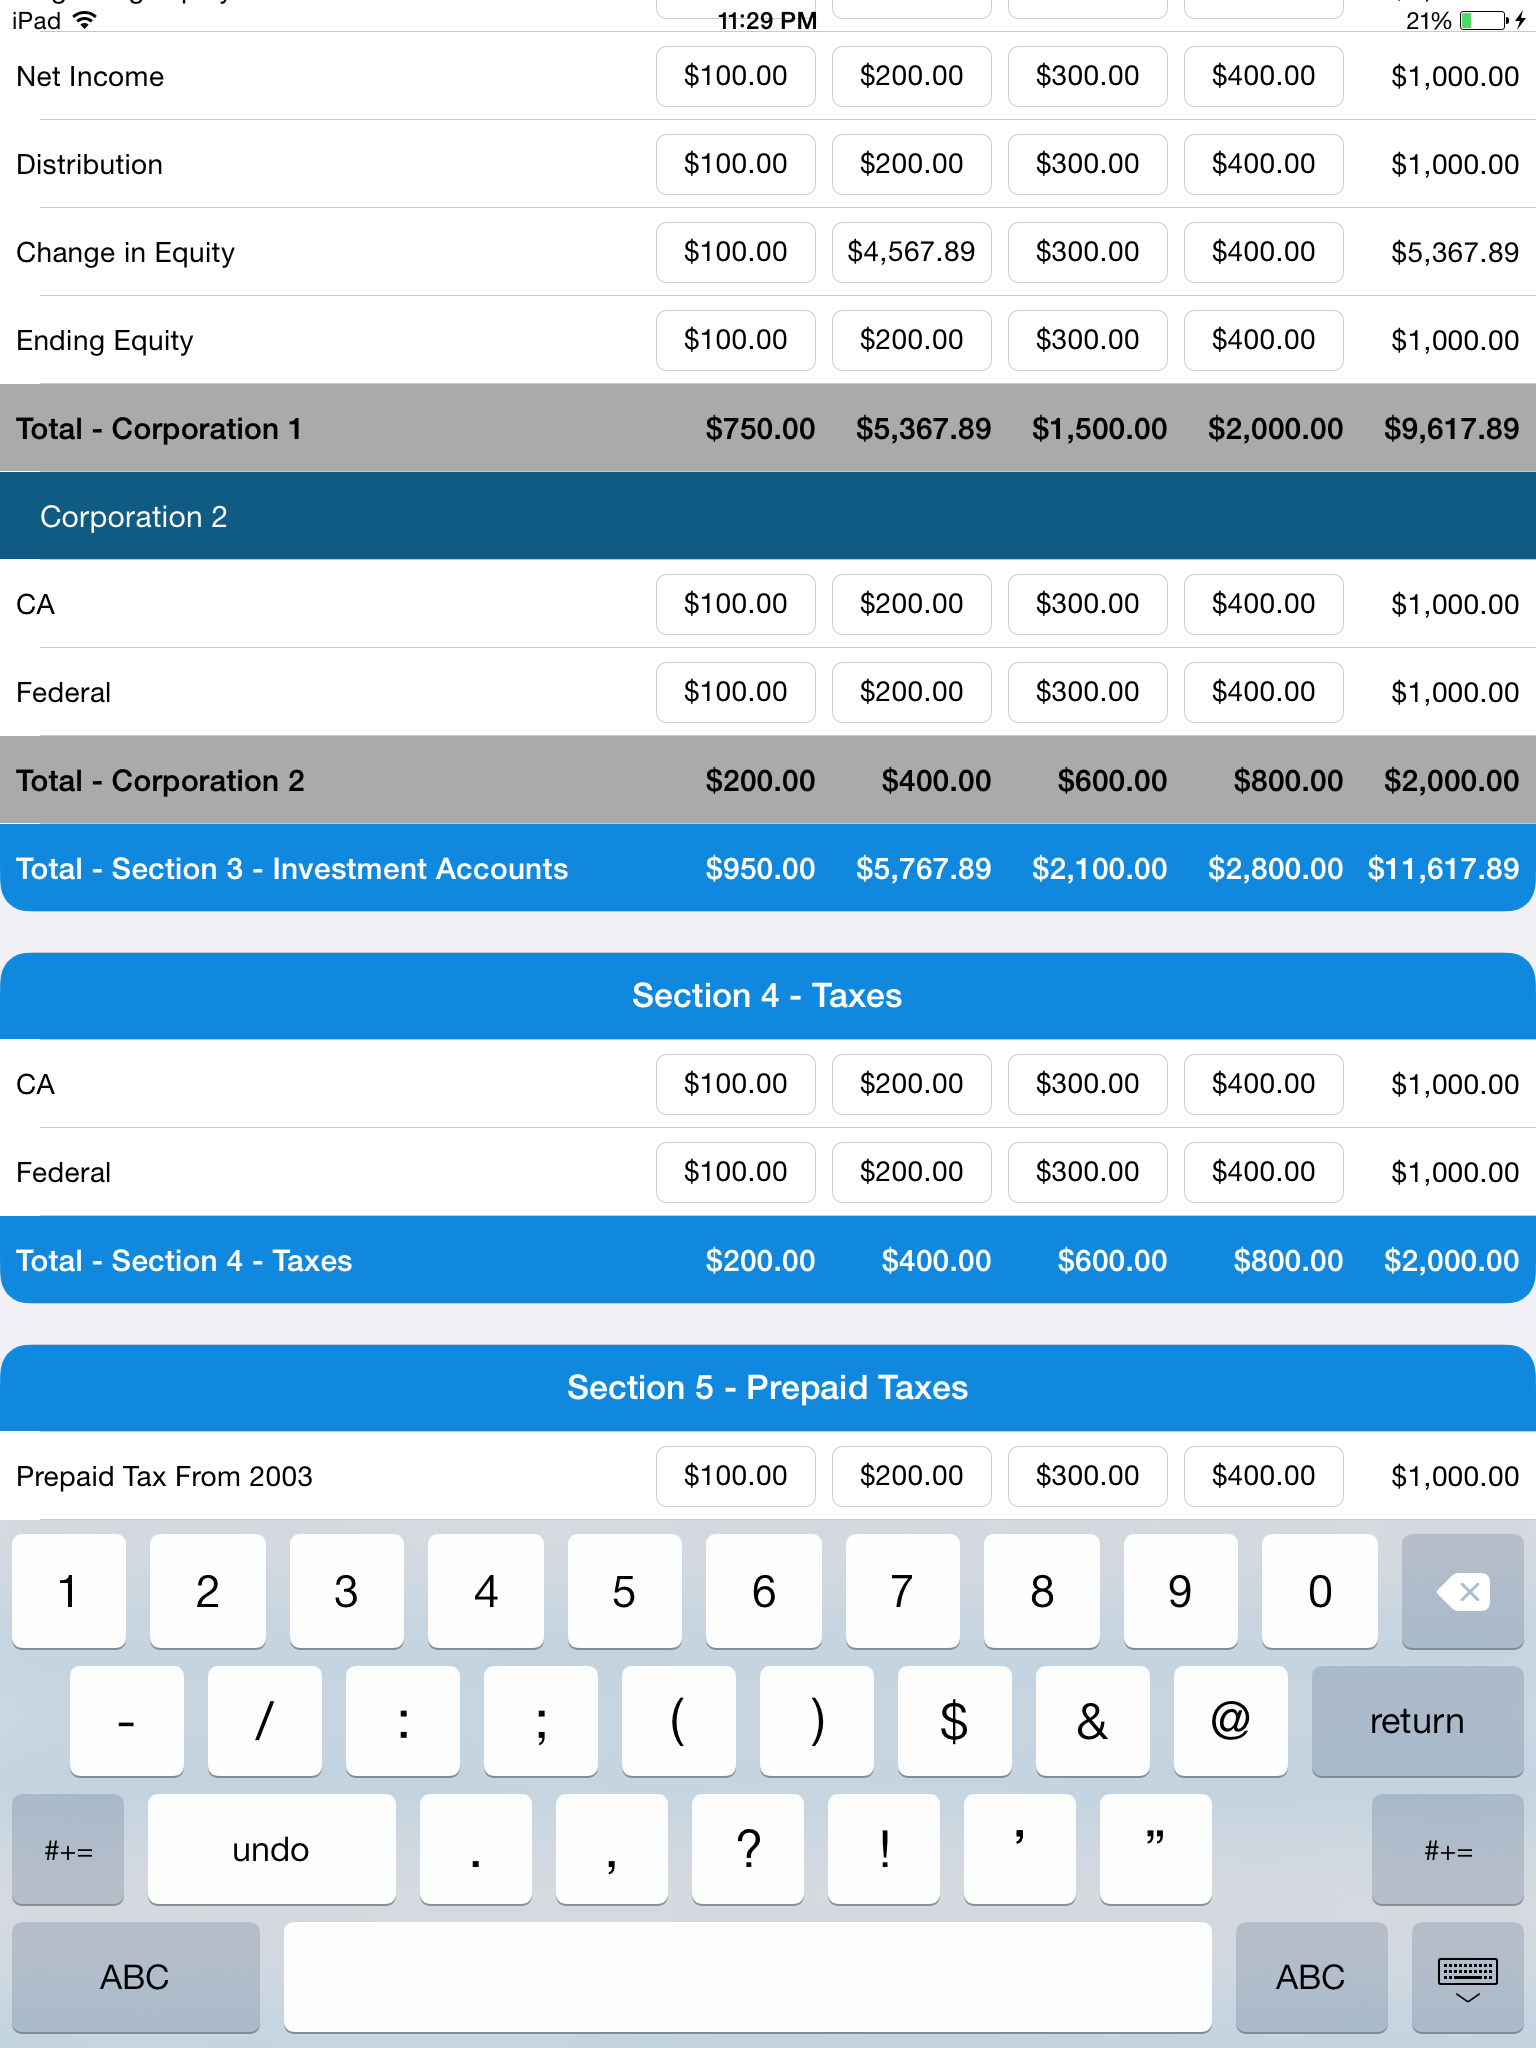 iPad 11:29 PM 21%
Net Income $100.00 $200.00 $300.00 $400.00 $1,000.00
Distribution $100.00 $200.00 $300.00 $400.00 $1,000.00
Change in Equity $100.00 $4,567.89 $300.00 $400.00 $5,367.89
Ending Equity $100.00 $200.00 $300.00 $400.00 $1,000.00
Total - Corporation 1 $750.00 $5,367.89 $1,500.00 $2,000.00 $9,617.89
Corporation 2
CA $100.00 $200.00 $300.00 $400.00 $1,000.00
Federal $100.00 $200.00 $300.00 $400.00 $1,000.00
Total - Corporation 2 $200.00 $400.00 $600.00 $800.00 $2,000.00
Total - Section 3 - Investment Accounts $950.00 $5,767.89 $2,100.00 $2,800.00 $11,617.89
Section 4 - Taxes
CA $100.00 $200.00 $300.00 $400.00 $1,000.00
Federal $100.00 $200.00 $300.00 $400.00 $1,000.00
Total - Section 4 - Taxes $200.00 $400.00 $600.00 $800.00 $2,000.00
Section 5 - Prepaid Taxes
Prepaid Tax From 2003 $100.00 $200.00 $300.00 $400.00 $1,000.00
1 2 3 4 5 6 7 8 9 0
- / : ; ( ) $ & @ return
#+= undo . , ? ! ’ ” #+=
ABC ABC